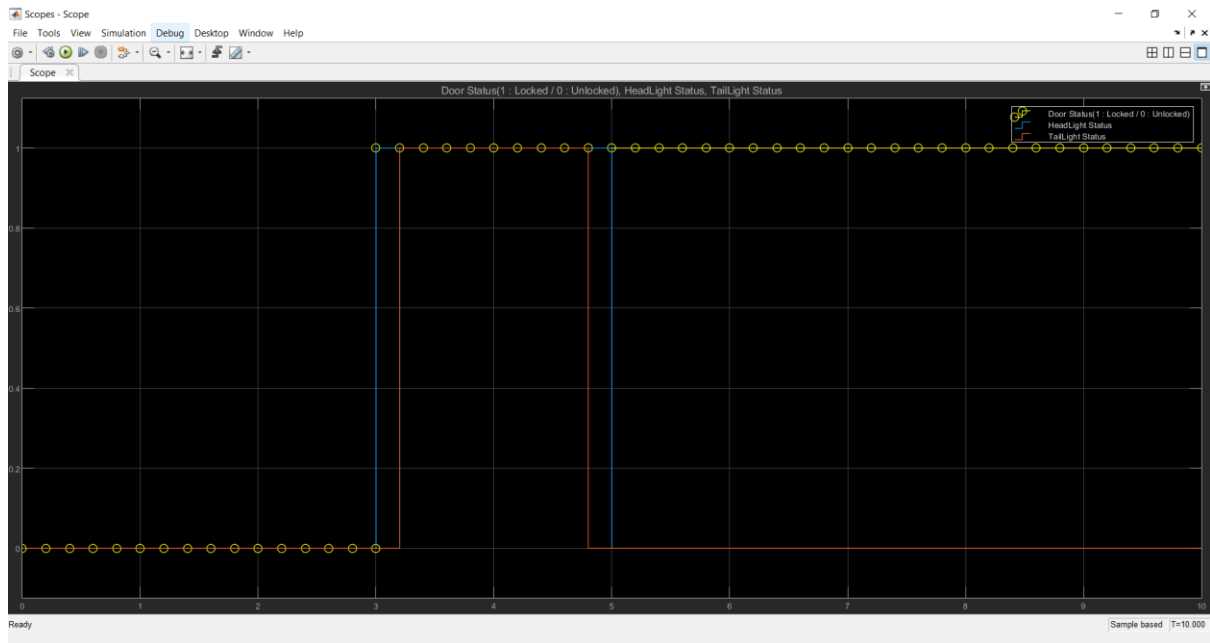 Scopes - Scope
File Tools View Simulation Debug Desktop Window Help
Scope
Door Status(1 : Locked / 0 : Unlocked), HeadLight Status, TailLight Status
Door Status(1 : Locked / 0 : Unlocked)
HeadLight Status
TailLight Status
1
0.8
0.6
0.4
0.2
0
0 1 2 3 4 5 6 7 8 9 10
Ready
Sample based T=10.000